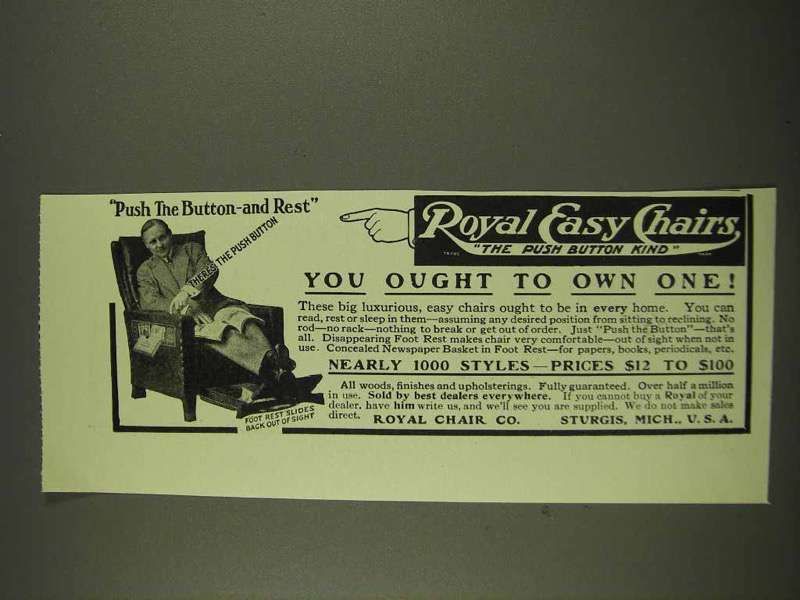 "Push The Button-and Rest"
THERE'S THE PUSH BUTTON
FOOT REST SLIDES
BACK OUT OF SIGHT
Royal Easy Chairs
"THE PUSH BUTTON KIND"
YOU OUGHT TO OWN ONE!
These big luxurious, easy chairs ought to be in every home. You can
read, rest or sleep in them—assuming any desired position from sitting to reclining. No
rod—no rack—nothing to break or get out of order. Just "Push the Button"—that's
all. Disappearing Foot Rest makes chair very comfortable—out of sight when not in
use. Concealed Newspaper Basket in Foot Rest—for papers, books, periodicals, etc.
NEARLY 1000 STYLES—PRICES $12 TO $100
All woods, finishes and upholsterings. Fully guaranteed. Over half a million
in use. Sold by best dealers everywhere. If you cannot buy a Royal of your
dealer, have him write us, and we'll see you are supplied. We do not make sales
direct. ROYAL CHAIR CO. STURGIS, MICH., U. S. A.